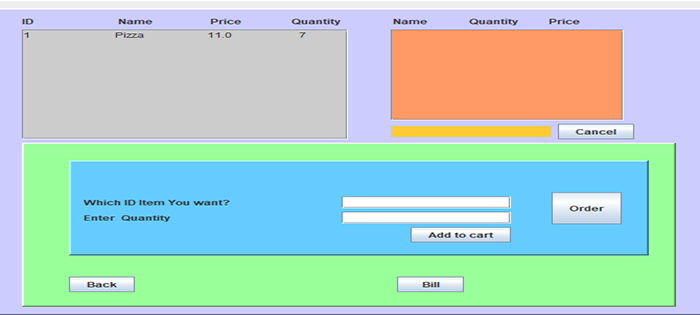 ID Name Price Quantity Name Quantity Price
1 Pizza 11.0 7
Cancel
Which ID Item You want?
Order
Enter Quantity
Add to cart
Back Bill